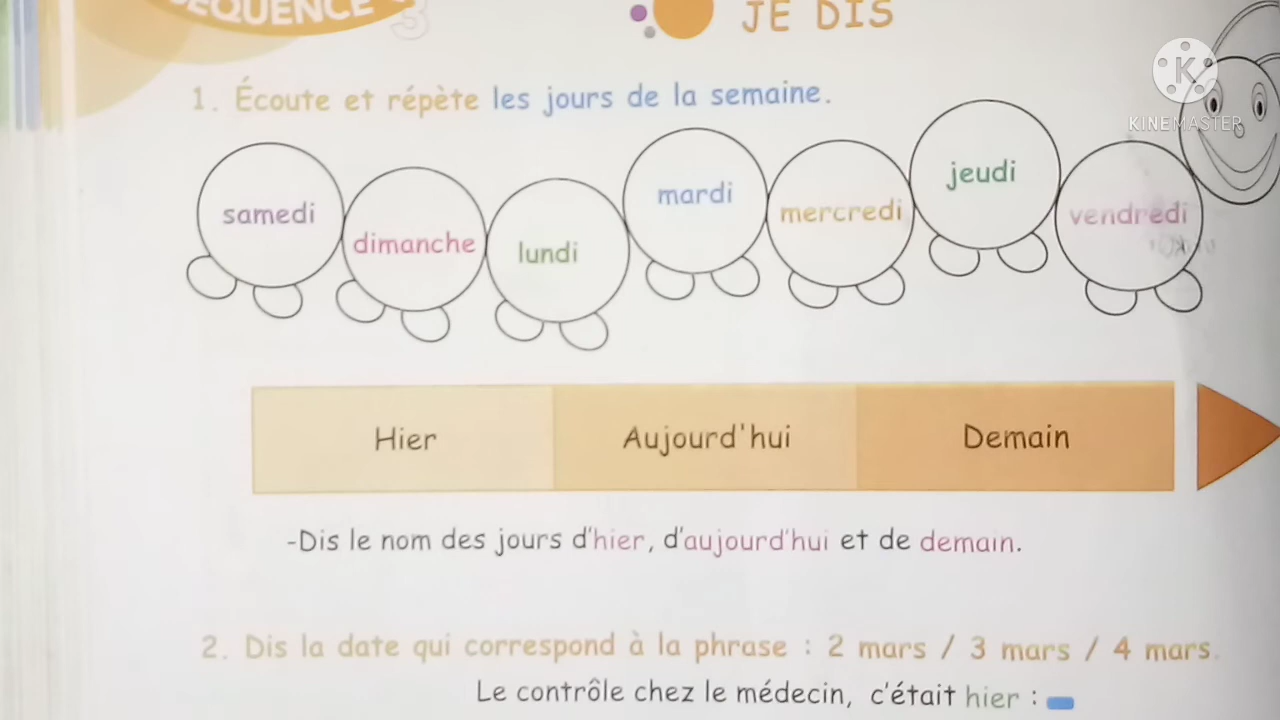 SEQUENCE 3
JE DIS
KINEMASTER
1. Écoute et répète les jours de la semaine.
samedi dimanche lundi mardi mercredi jeudi vendredi
Hier Aujourd'hui Demain
-Dis le nom des jours d'hier, d'aujourd'hui et de demain.
2. Dis la date qui correspond à la phrase : 2 mars / 3 mars / 4 mars.
Le contrôle chez le médecin, c'était hier :